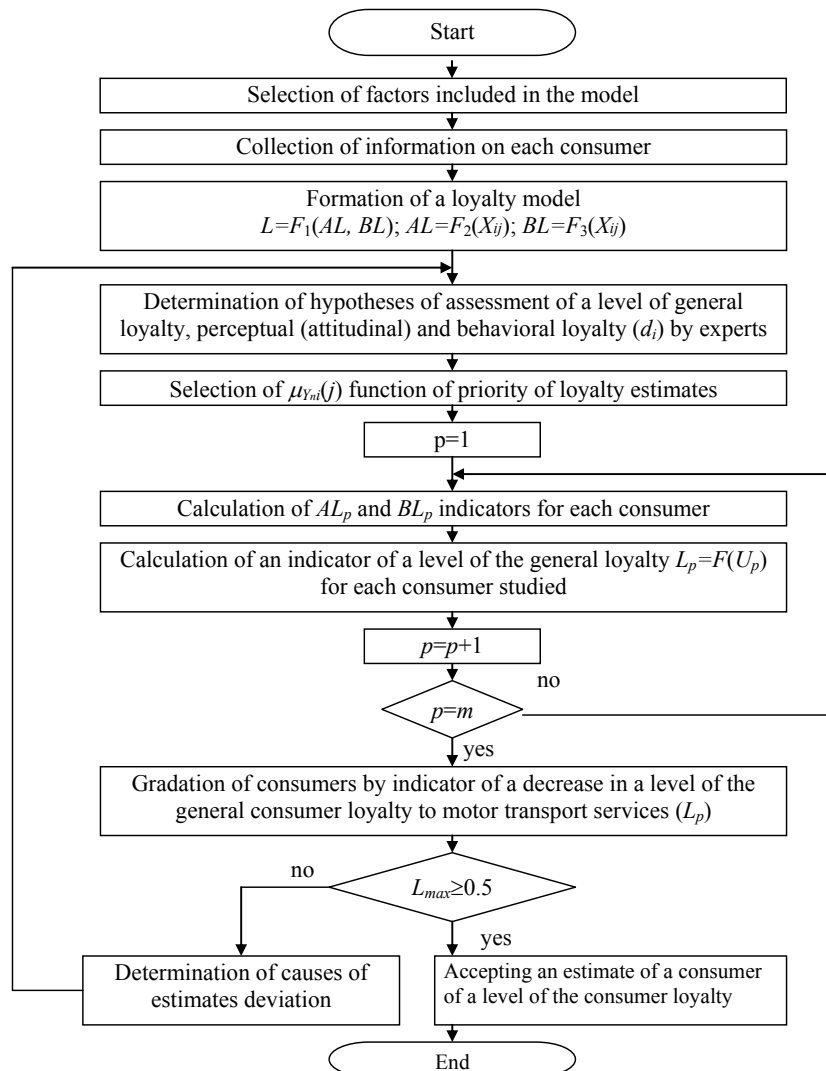 Start
Selection of factors included in the model
Collection of information on each consumer
Formation of a loyalty model
L=F₁(AL, BL); AL=F₂(Xij); BL=F₃(Xij)
Determination of hypotheses of assessment of a level of general
loyalty, perceptual (attitudinal) and behavioral loyalty (di) by experts
Selection of μYni(j) function of priority of loyalty estimates
p=1
Calculation of ALp and BLp indicators for each consumer
Calculation of an indicator of a level of the general loyalty Lp=F(Up)
for each consumer studied
p=p+1
no
p=m
yes
Gradation of consumers by indicator of a decrease in a level of the
general consumer loyalty to motor transport services (Lp)
no
Lmax≥0.5
yes
Determination of causes of
estimates deviation
Accepting an estimate of a consumer
of a level of the consumer loyalty
End